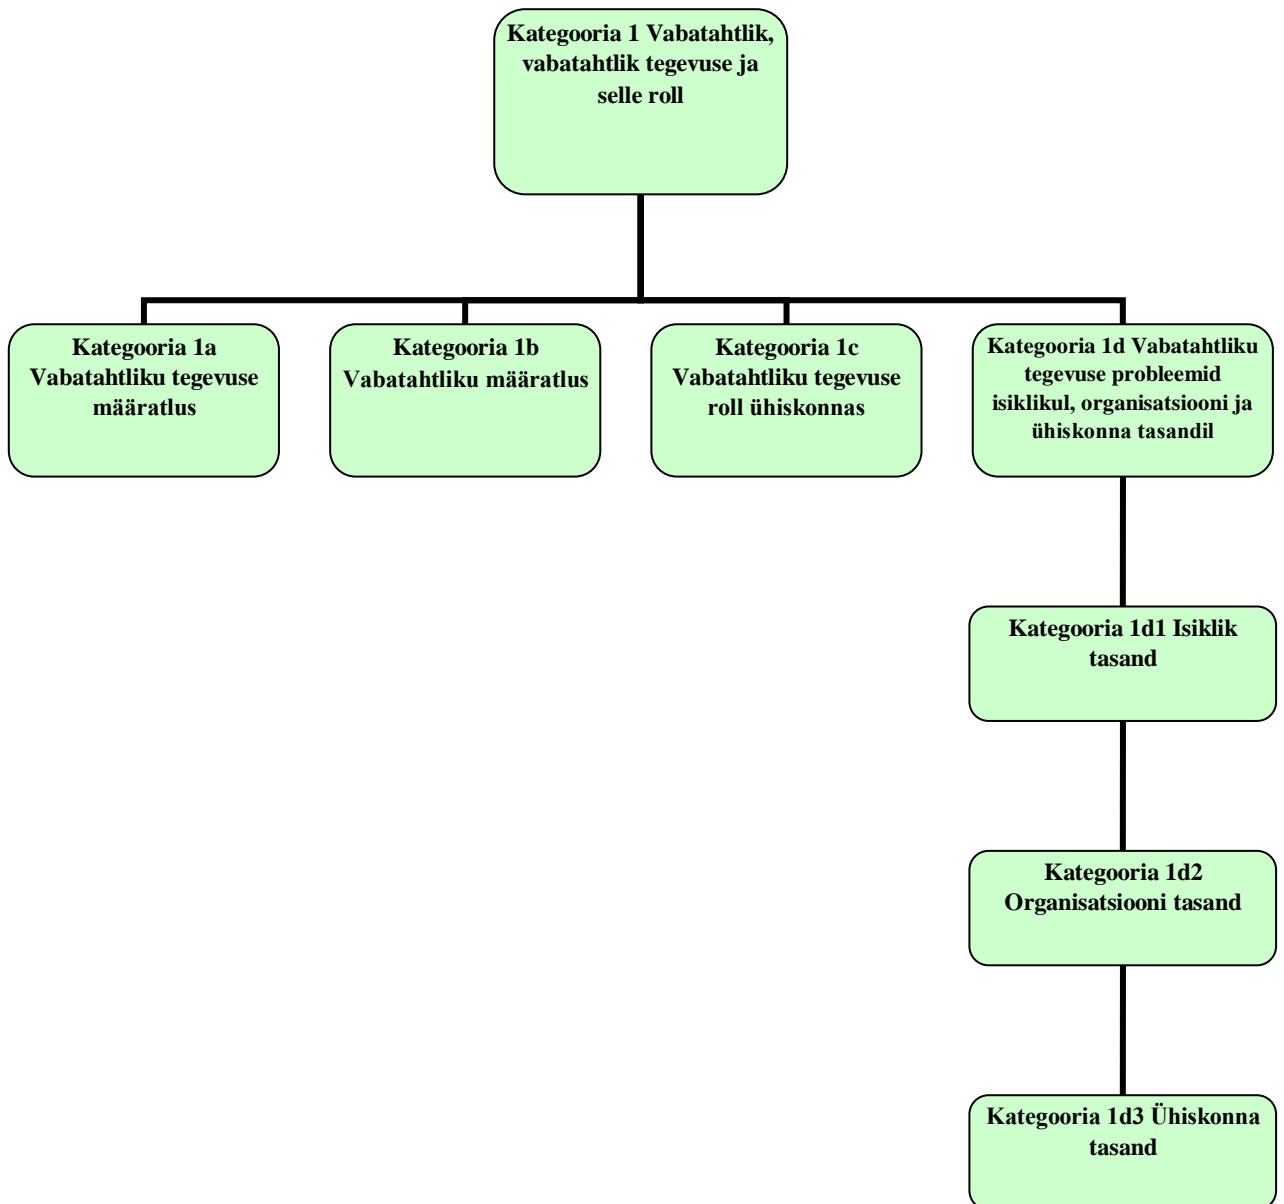 Kategooria 1 Vabatahtlik,
vabatahtlik tegevuse ja
selle roll
Kategooria 1a
Vabatahtliku tegevuse
määratlus
Kategooria 1b
Vabatahtliku määratlus
Kategooria 1c
Vabatahtliku tegevuse
roll ühiskonnas
Kategooria 1d Vabatahtliku
tegevuse probleemid
isiklikul, organisatsiooni ja
ühiskonna tasandil
Kategooria 1d1 Isiklik
tasand
Kategooria 1d2
Organisatsiooni tasand
Kategooria 1d3 Ühiskonna
tasand